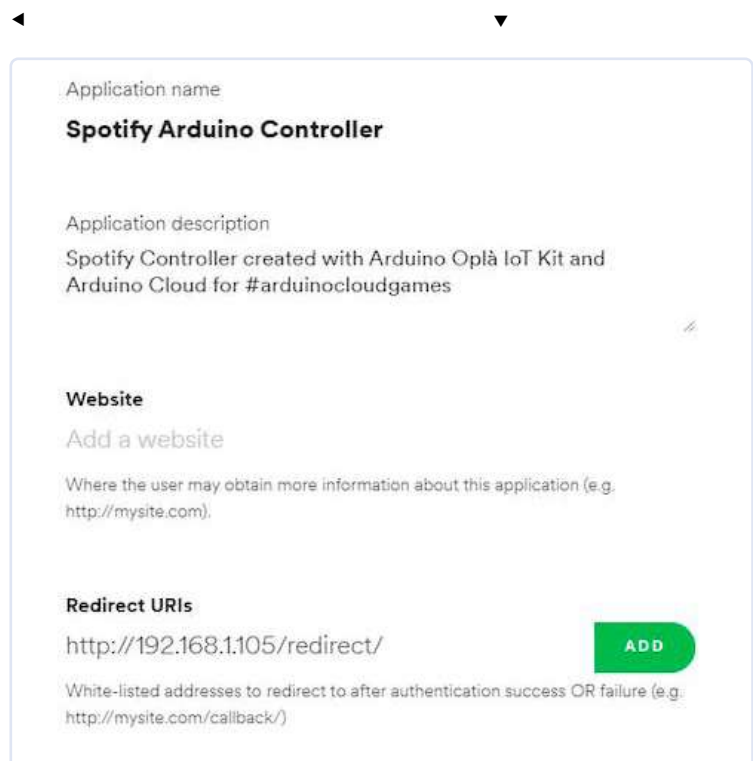 Application name
Spotify Arduino Controller
Application description
Spotify Controller created with Arduino Oplà IoT Kit and
Arduino Cloud for #arduinocloudgames
Website
Add a website
Where the user may obtain more information about this application (e.g.
http://mysite.com).
Redirect URIs
http://192.168.1.105/redirect/
ADD
White-listed addresses to redirect to after authentication success OR failure (e.g.
http://mysite.com/callback/)